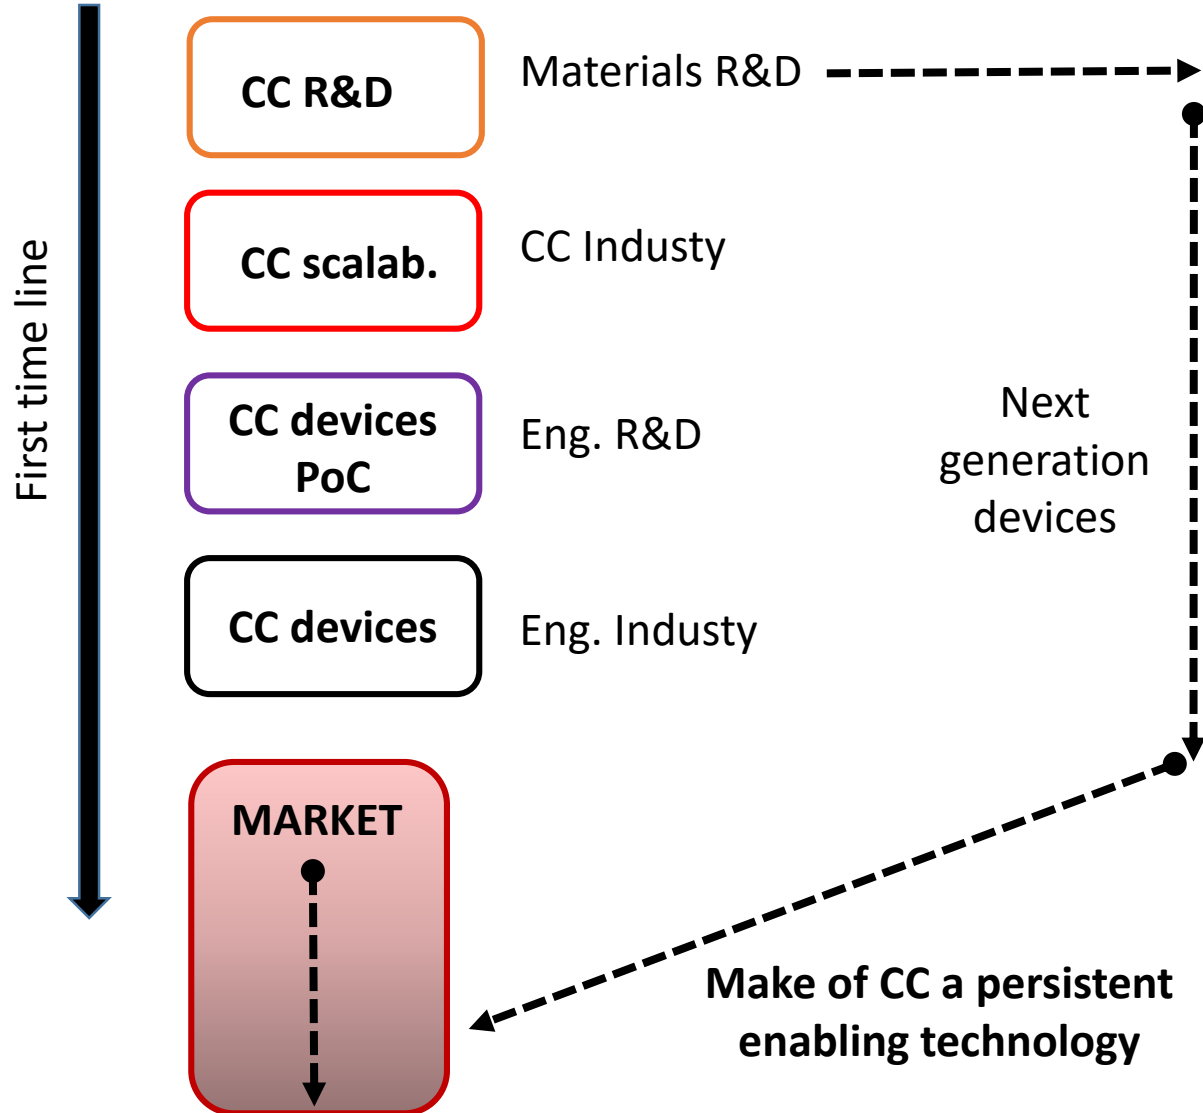 First time line
CC R&D
Materials R&D
CC scalab.
CC Industy
CC devices
PoC
Eng. R&D
Next
generation
devices
CC devices
Eng. Industy
MARKET
Make of CC a persistent
enabling technology